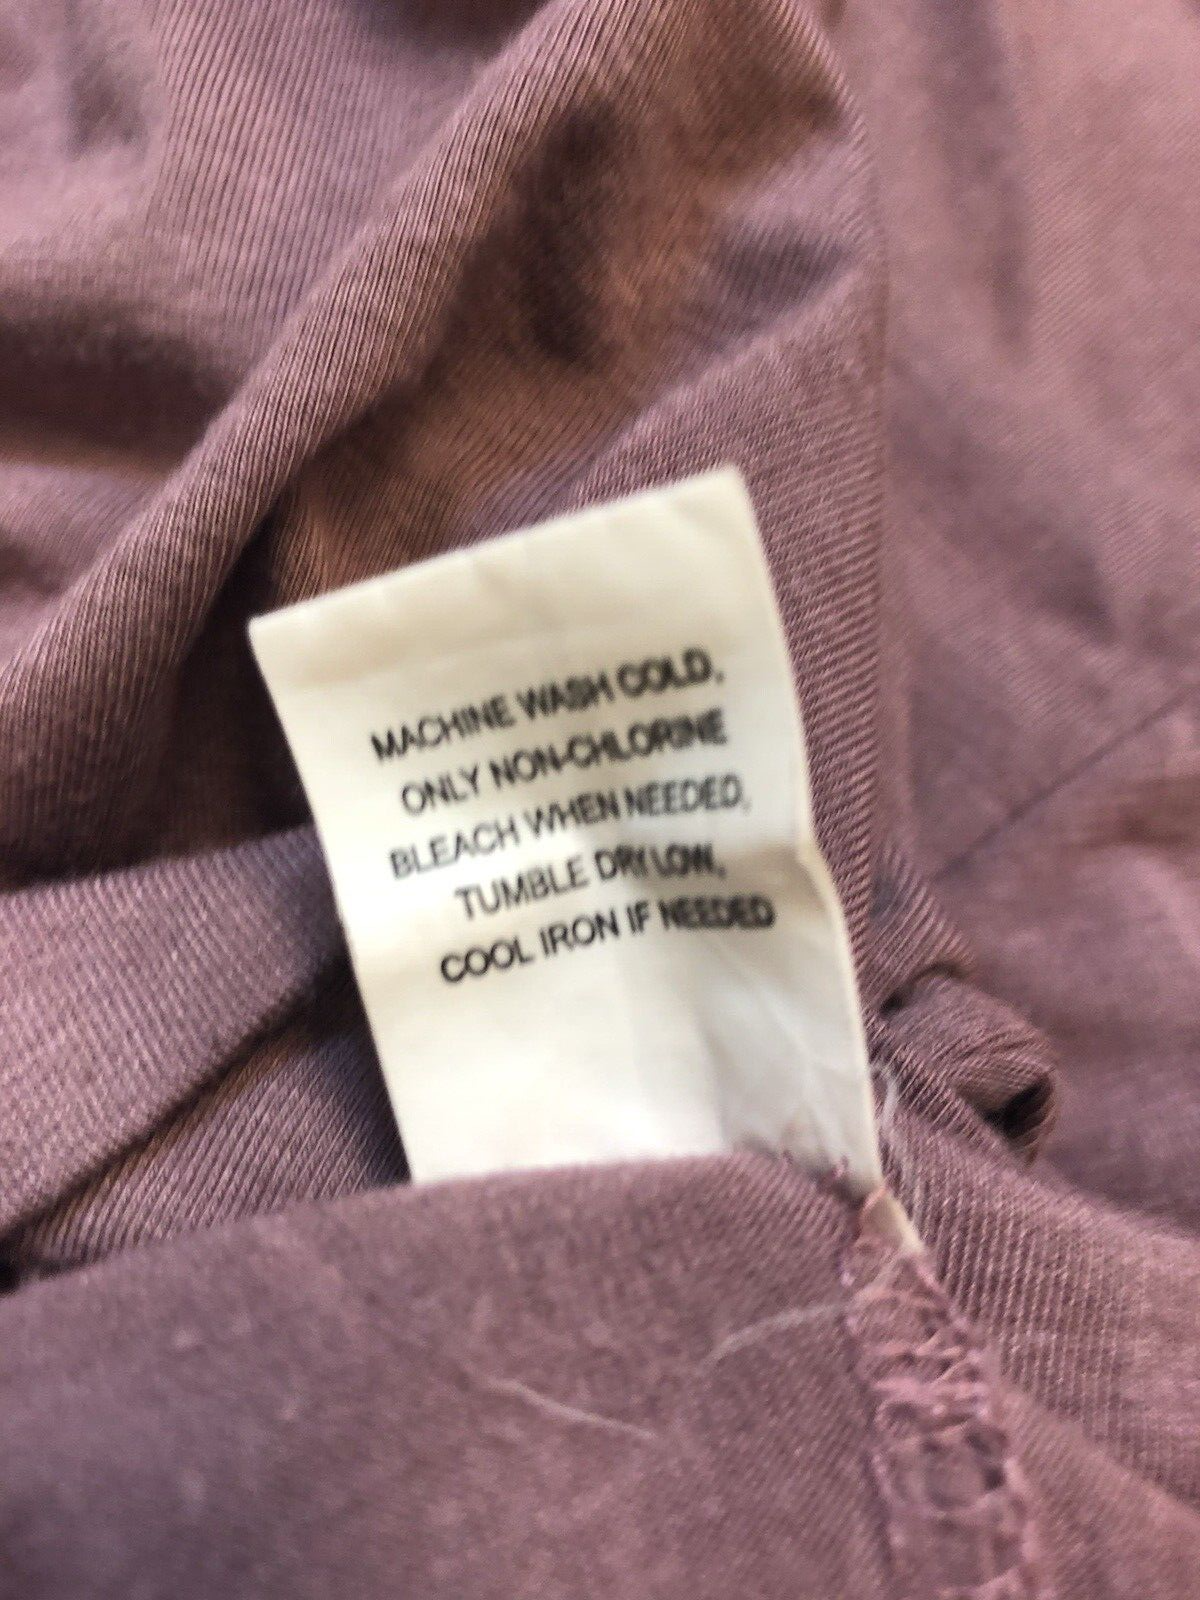 MACHINE WASH COLD,
ONLY NON-CHLORINE
BLEACH WHEN NEEDED,
TUMBLE DRY LOW,
COOL IRON IF NEEDED